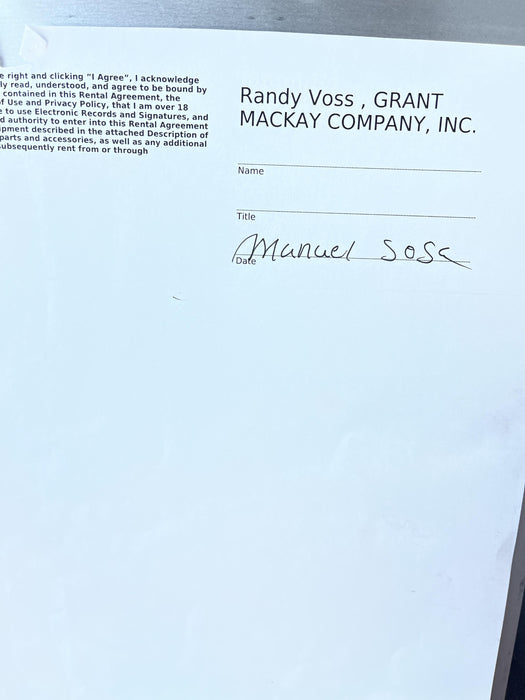 e right and clicking "I Agree", I acknowledge
ly read, understood, and agree to be bound by
contained in this Rental Agreement, the
f Use and Privacy Policy, that I am over 18
e to use Electronic Records and Signatures, and
d authority to enter into this Rental Agreement
ipment described in the attached Description of
parts and accessories, as well as any additional
ubsequently rent from or through
Randy Voss , GRANT
MACKAY COMPANY, INC.
Name
Title
Manuel Sosa
Date